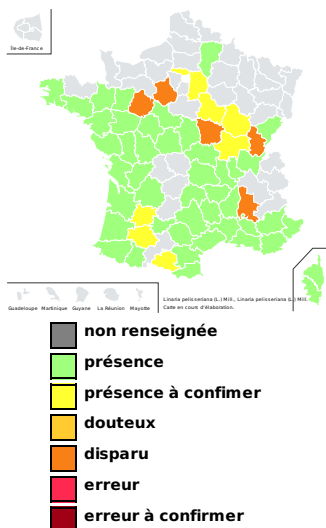 Île-de-France
Guadeloupe Martinique Guyane La Réunion Mayotte
Linaria pelisseriana (L.) Mill., Linaria pelisseriana (L.) Mill.
Carte en cours d'élaboration.
non renseignée
présence
présence à confimer
douteux
disparu
erreur
erreur à confirmer